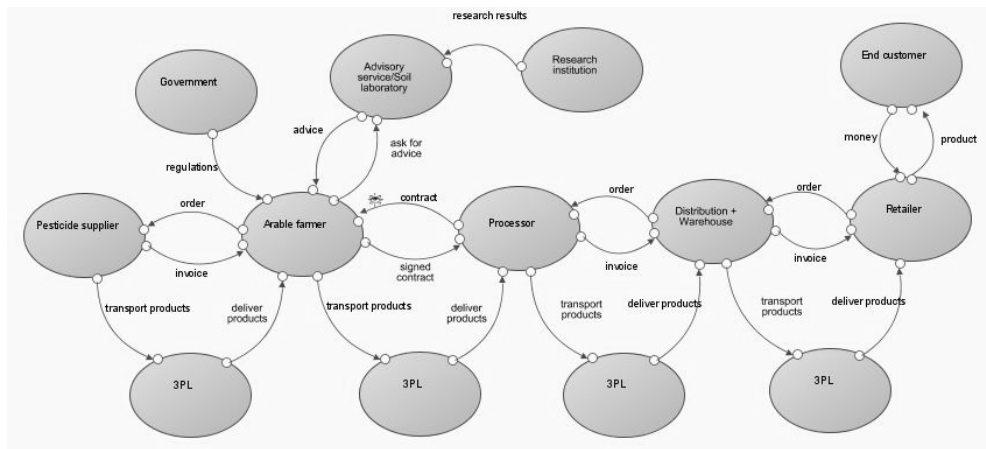 research results
End customer
Advisory
service/Soil
laboratory
Research
institution
Government
advice
ask for
advice
money
product
regulations
order
contract
order
order
Pesticide supplier
Arable farmer
Processor
Distribution +
Warehouse
Retailer
invoice
signed
contract
invoice
invoice
transport products
deliver
products
transport products
deliver
products
transport
products
deliver products
transport
products
deliver products
3PL
3PL
3PL
3PL